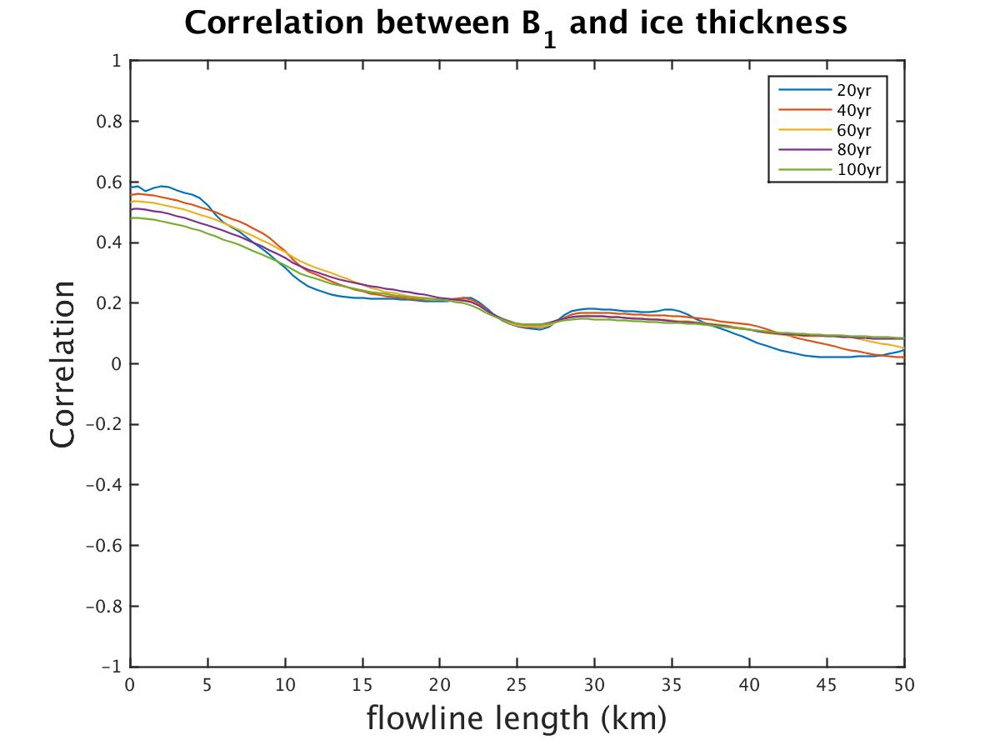 Correlation between B1 and ice thickness
1
0.8
0.6
0.4
0.2
0
−0.2
−0.4
−0.6
−0.8
−1
Correlation
20yr
40yr
60yr
80yr
100yr
0 5 10 15 20 25 30 35 40 45 50
flowline length (km)